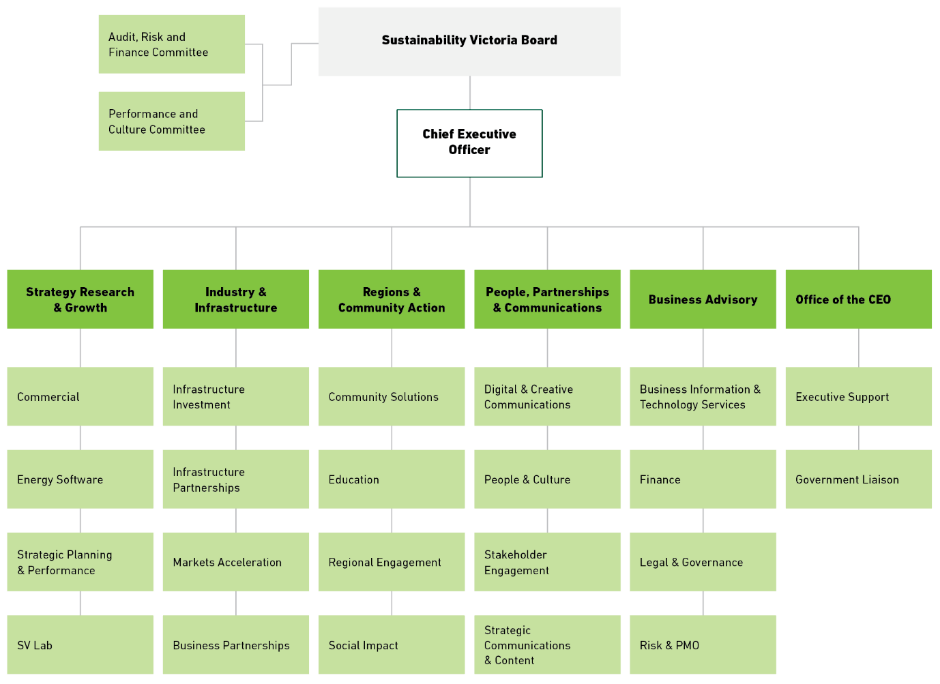 Audit, Risk and
Finance Committee
Sustainability Victoria Board
Performance and
Culture Committee
Chief Executive
Officer
Strategy Research
& Growth
Industry &
Infrastructure
Regions &
Community Action
People, Partnerships
& Communications
Business Advisory
Office of the CEO
Commercial
Infrastructure
Investment
Community Solutions
Digital & Creative
Communications
Business Information &
Technology Services
Executive Support
Energy Software
Infrastructure
Partnerships
Education
People & Culture
Finance
Government Liaison
Strategic Planning
& Performance
Markets Acceleration
Regional Engagement
Stakeholder
Engagement
Legal & Governance
SV Lab
Business Partnerships
Social Impact
Strategic
Communications
& Content
Risk & PMO